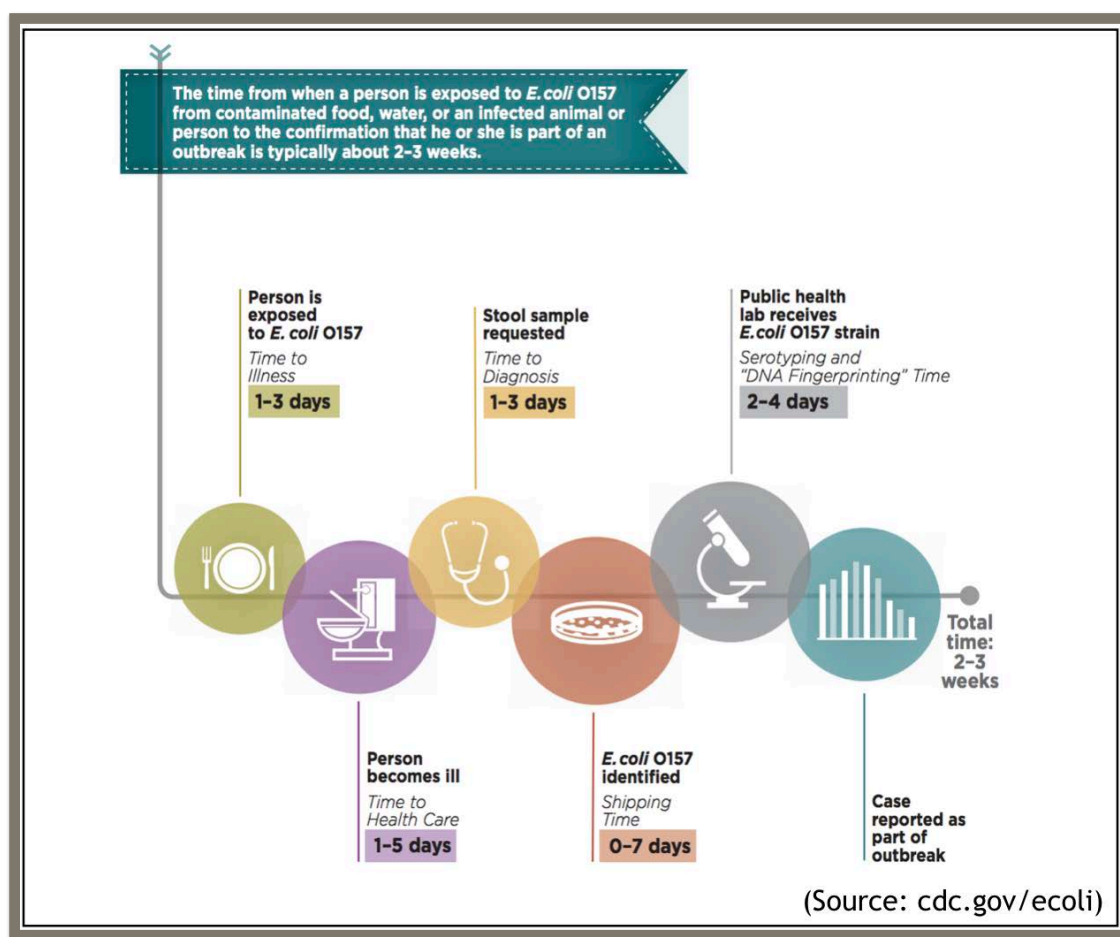 The time from when a person is exposed to E. coli O157
from contaminated food, water, or an infected animal or
person to the confirmation that he or she is part of an
outbreak is typically about 2–3 weeks.
Person is
exposed
to E. coli O157
Time to
Illness
1–3 days
Stool sample
requested
Time to
Diagnosis
1–3 days
Public health
lab receives
E. coli O157 strain
Serotyping and
"DNA Fingerprinting" Time
2–4 days
Total
time:
2–3
weeks
Person
becomes ill
Time to
Health Care
1–5 days
E. coli O157
identified
Shipping
Time
0–7 days
Case
reported as
part of
outbreak
(Source: cdc.gov/ecoli)